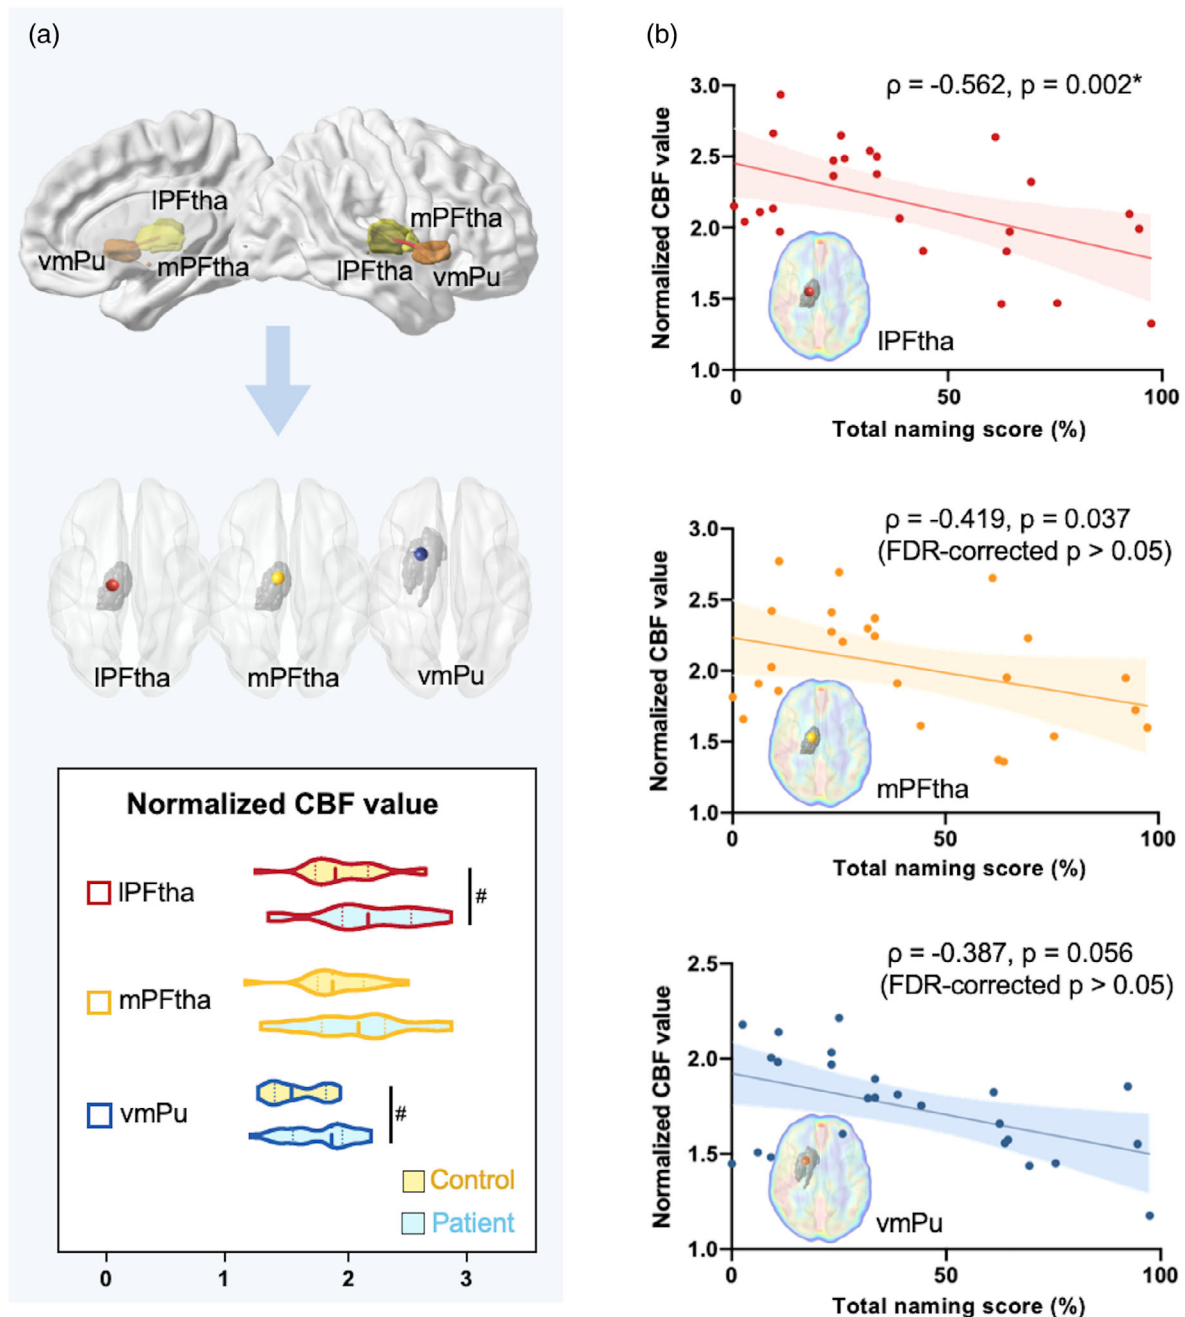 (a)
lPFtha
mPFtha
vmPu
mPFtha
lPFtha
vmPu
lPFtha
mPFtha
vmPu
Normalized CBF value
lPFtha
#
mPFtha
vmPu
#
Control
Patient
0 1 2 3
(b)
ρ = -0.562, p = 0.002*
Normalized CBF value
3.0
2.5
2.0
1.5
1.0
lPFtha
0 50 100
Total naming score (%)
ρ = -0.419, p = 0.037
(FDR-corrected p > 0.05)
Normalized CBF value
3.0
2.5
2.0
1.5
1.0
mPFtha
0 50 100
Total naming score (%)
ρ = -0.387, p = 0.056
(FDR-corrected p > 0.05)
Normalized CBF value
2.5
2.0
1.5
1.0
vmPu
0 50 100
Total naming score (%)